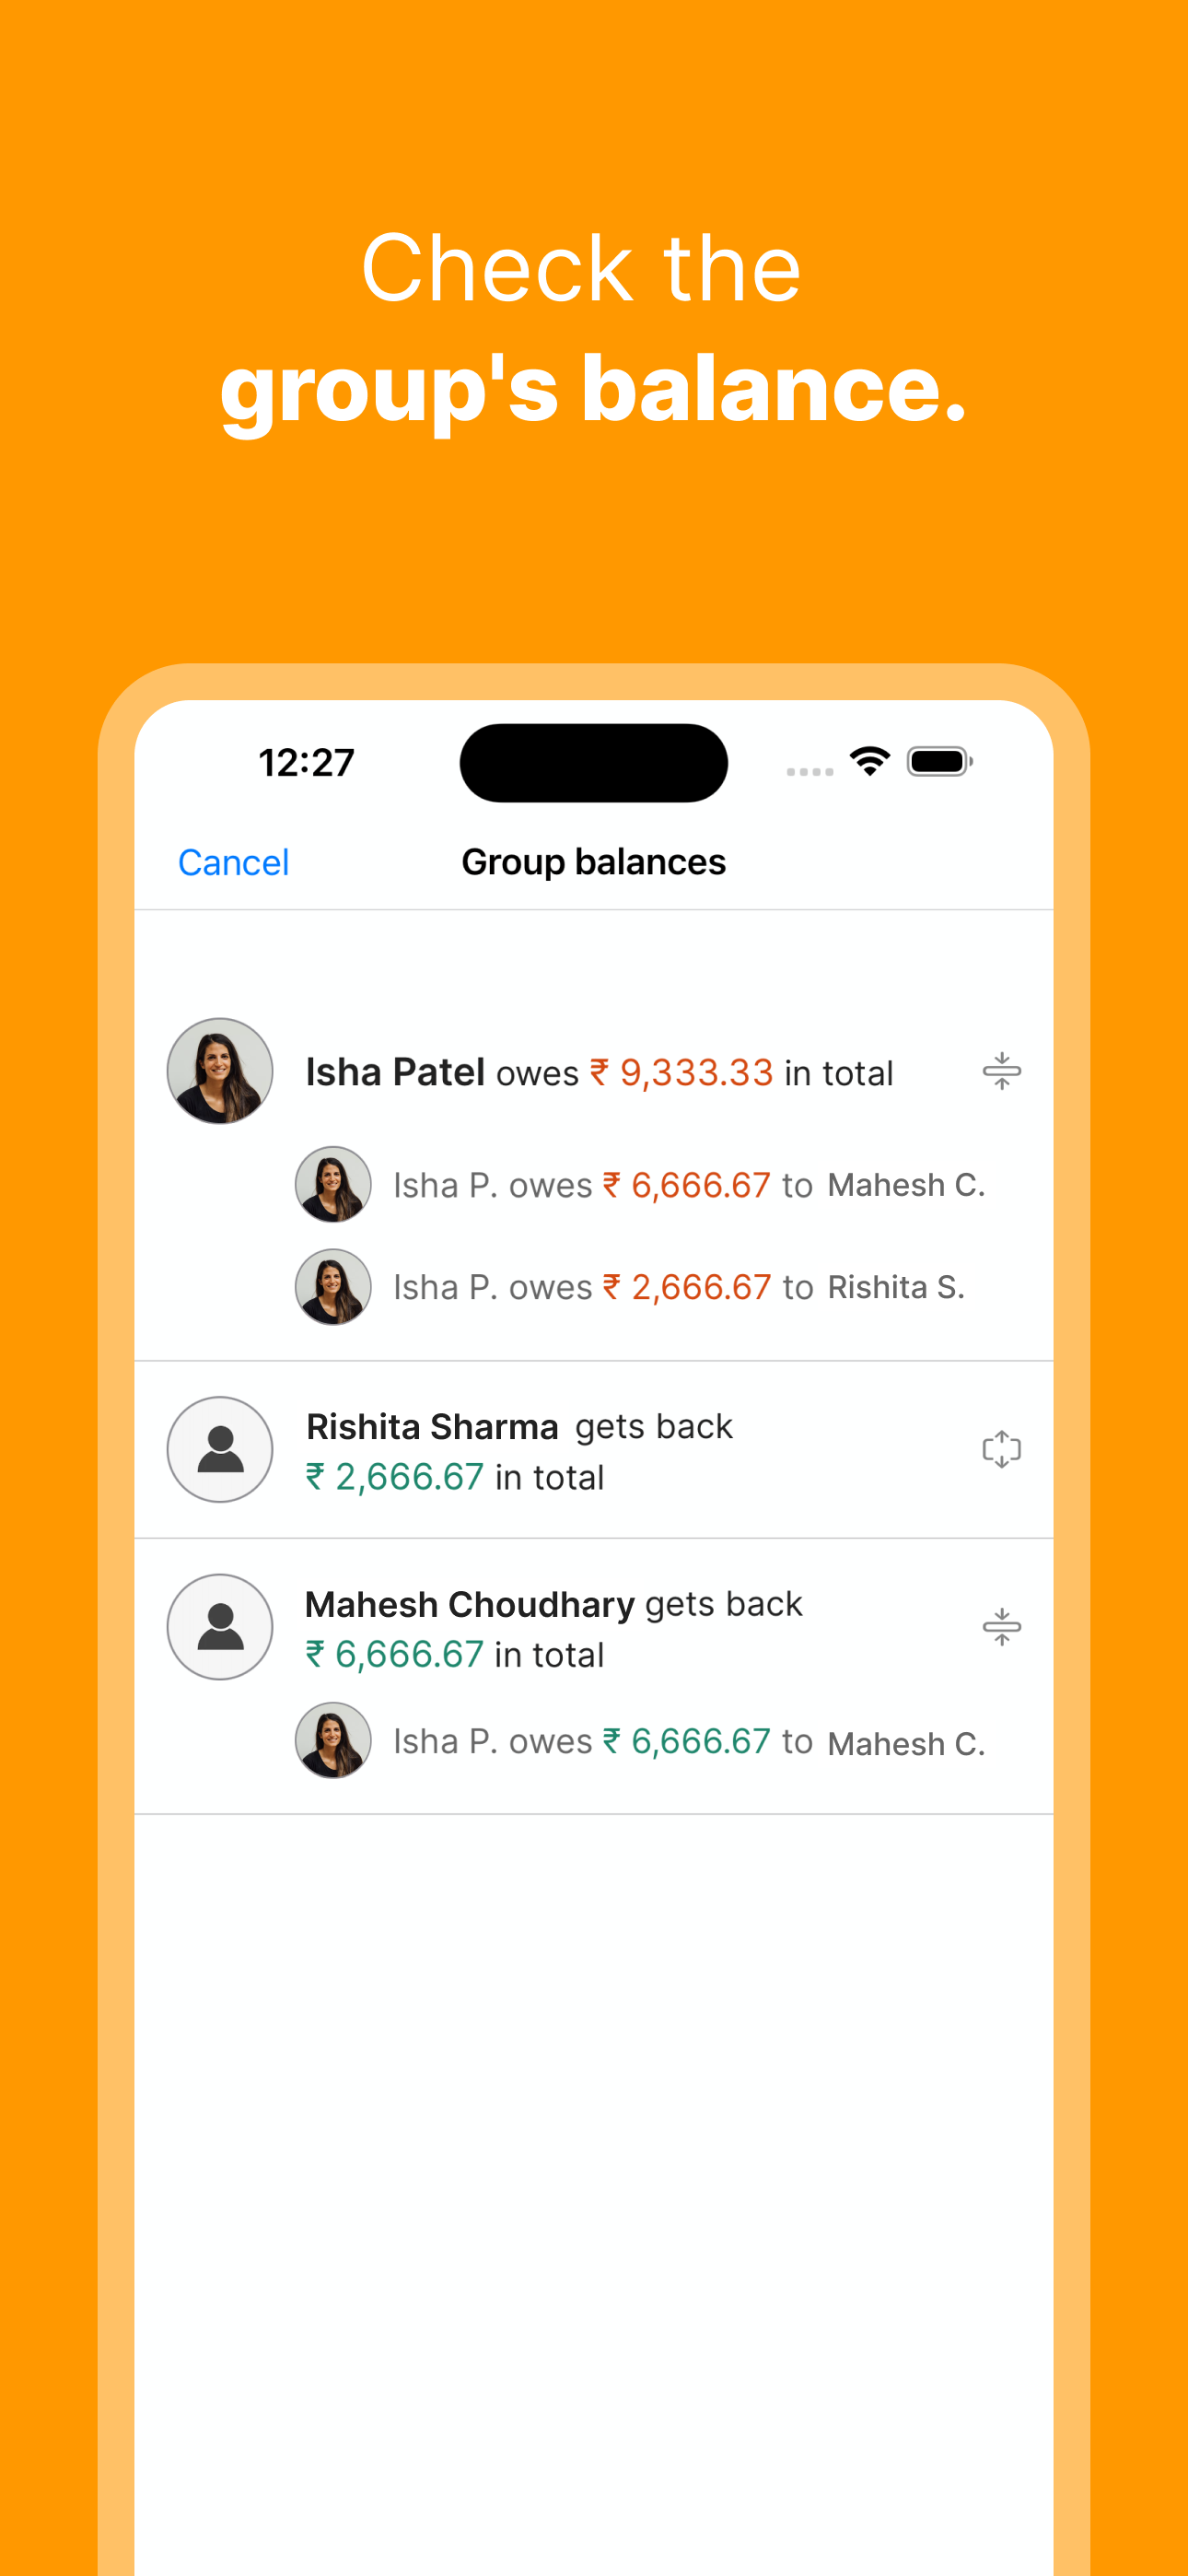 Check the
group's balance.
12:27
Cancel
Group balances
Isha Patel owes ₹ 9,333.33 in total
Isha P. owes ₹ 6,666.67 to Mahesh C.
Isha P. owes ₹ 2,666.67 to Rishita S.
Rishita Sharma gets back
₹ 2,666.67 in total
Mahesh Choudhary gets back
₹ 6,666.67 in total
Isha P. owes ₹ 6,666.67 to Mahesh C.